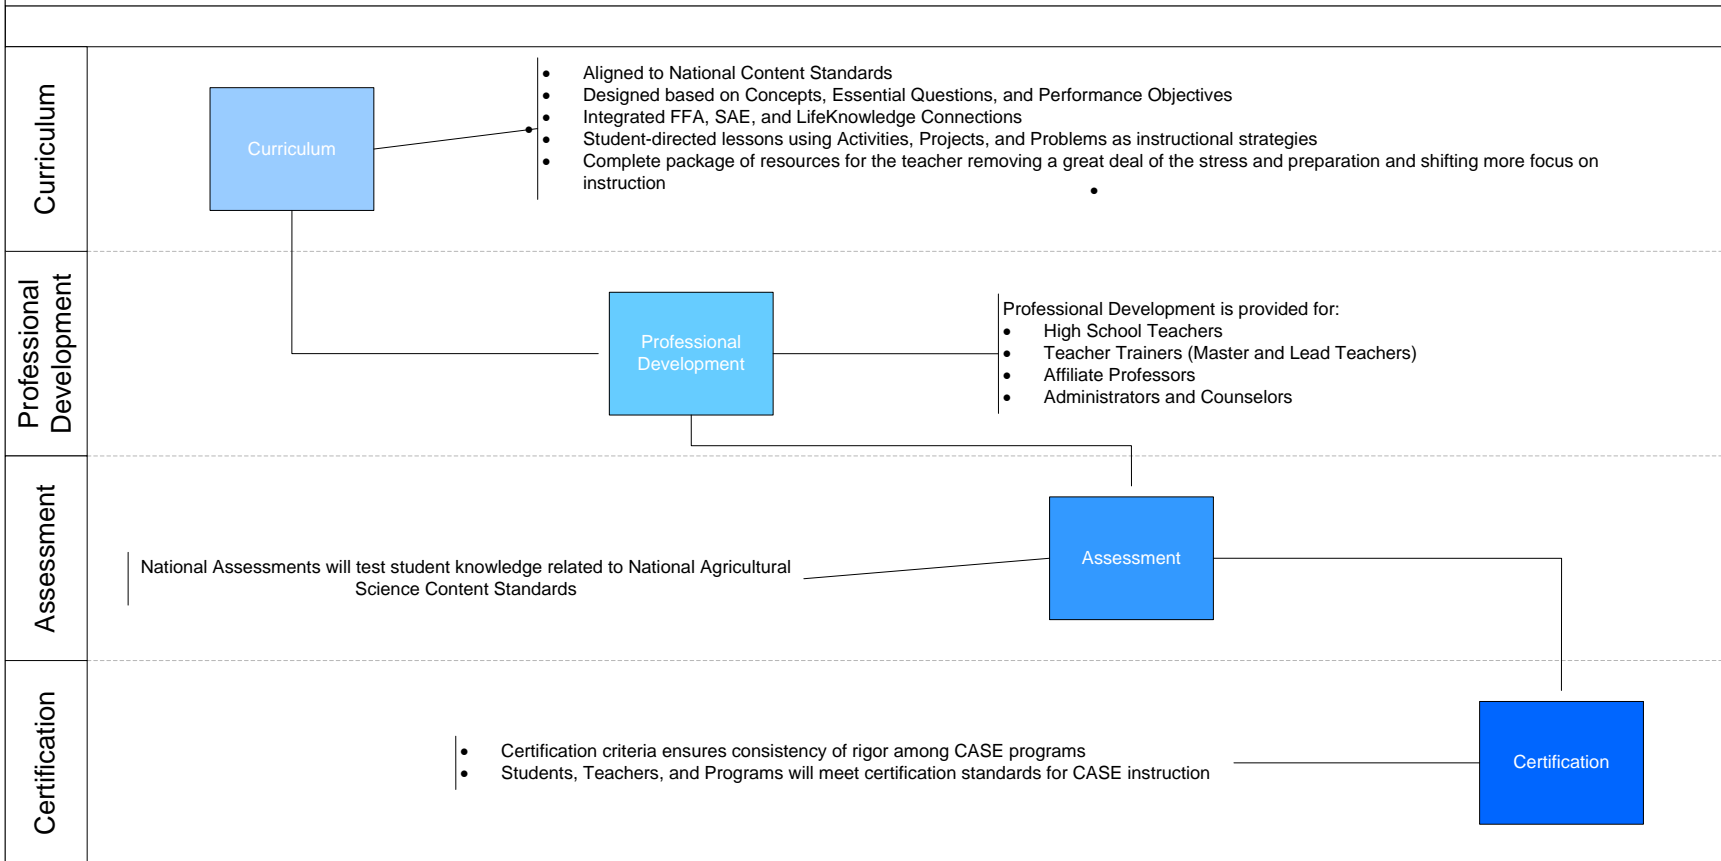 Curriculum
Curriculum
• Aligned to National Content Standards
• Designed based on Concepts, Essential Questions, and Performance Objectives
• Integrated FFA, SAE, and LifeKnowledge Connections
• Student-directed lessons using Activities, Projects, and Problems as instructional strategies
• Complete package of resources for the teacher removing a great deal of the stress and preparation and shifting more focus on
instruction
Professional
Development
Professional
Development
Professional Development is provided for:
• High School Teachers
• Teacher Trainers (Master and Lead Teachers)
• Affiliate Professors
• Administrators and Counselors
Assessment
National Assessments will test student knowledge related to National Agricultural
Science Content Standards
Assessment
Certification
• Certification criteria ensures consistency of rigor among CASE programs
• Students, Teachers, and Programs will meet certification standards for CASE instruction
Certification